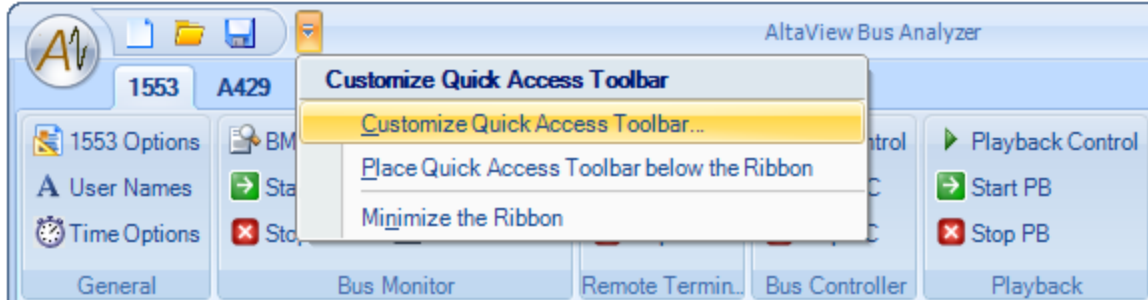 AltaView Bus Analyzer
1553 A429
Customize Quick Access Toolbar
Customize Quick Access Toolbar...
Place Quick Access Toolbar below the Ribbon
Minimize the Ribbon
1553 Options
User Names
Time Options
General
BM
Bus Monitor
Remote Termin...
Bus Controller
Playback Control
Start PB
Stop PB
Playback